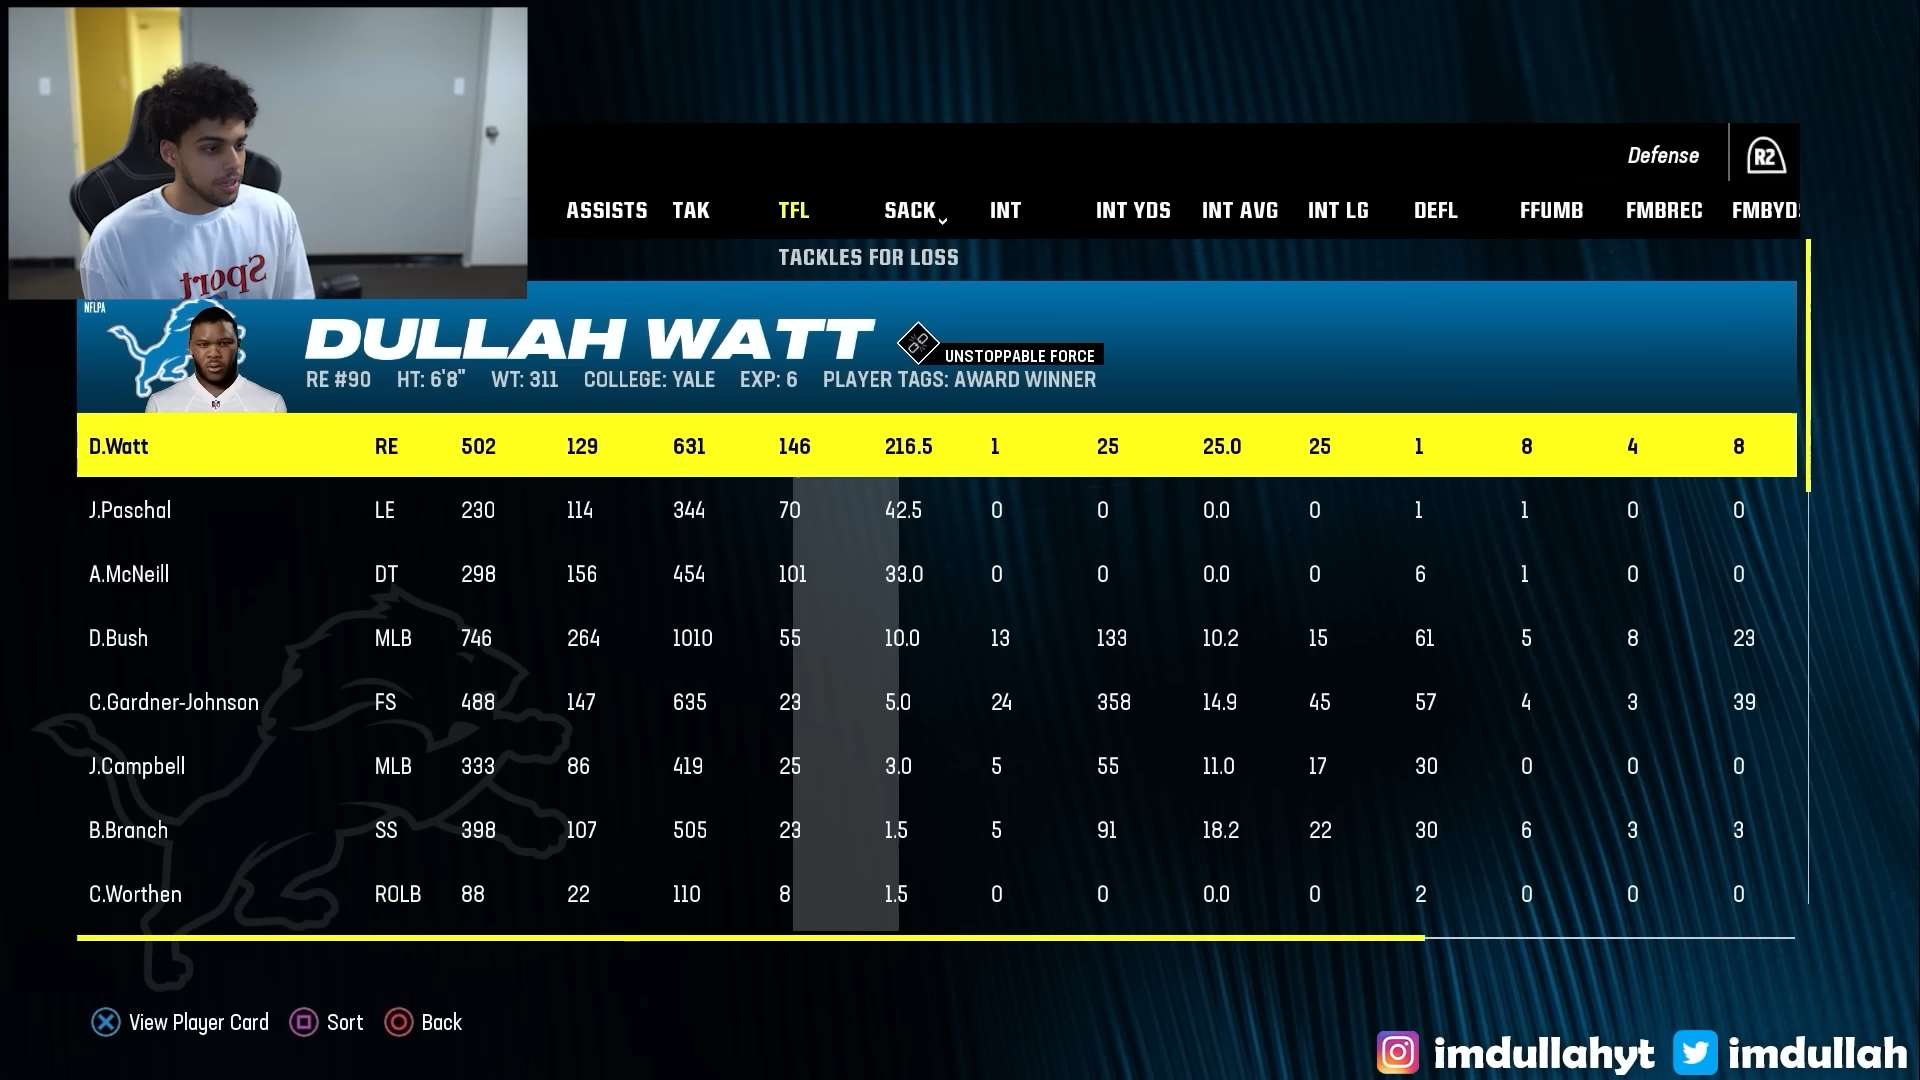 Defense R2
ASSISTS TAK TFL SACK INT INT YDS INT AVG INT LG DEFL FFUMB FMBREC FMBYD
TACKLES FOR LOSS
Sport
NFLPA
DULLAH WATT UNSTOPPABLE FORCE
RE #90 HT: 6'8" WT: 311 COLLEGE: YALE EXP: 6 PLAYER TAGS: AWARD WINNER
D.Watt RE 502 129 631 146 216.5 1 25 25.0 25 1 8 4 8
J.Paschal LE 230 114 344 70 42.5 0 0 0.0 0 1 1 0 0
A.McNeill DT 298 156 454 101 33.0 0 0 0.0 0 6 1 0 0
D.Bush MLB 746 264 1010 55 10.0 13 133 10.2 15 61 5 8 23
C.Gardner-Johnson FS 488 147 635 23 5.0 24 358 14.9 45 57 4 3 39
J.Campbell MLB 333 86 419 25 3.0 5 55 11.0 17 30 0 0 0
B.Branch SS 398 107 505 23 1.5 5 91 18.2 22 30 6 3 3
C.Worthen ROLB 88 22 110 8 1.5 0 0 0.0 0 2 0 0 0
View Player Card Sort Back
imdullahyt imdullah